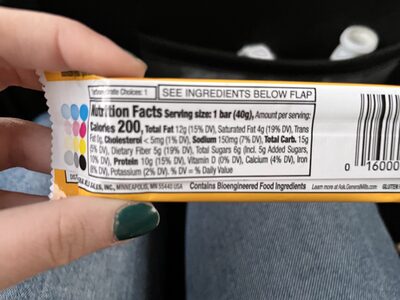 Carbohydrate Choices: 1
SEE INGREDIENTS BELOW FLAP
Nutrition Facts Serving size: 1 bar (40g), Amount per serving:
Calories 200, Total Fat 12g (15% DV), Saturated Fat 4g (19% DV), Trans
Fat 0g, Cholesterol < 5mg (1% DV), Sodium 150mg (7% DV), Total Carb. 15g
(5% DV), Dietary Fiber 5g (19% DV), Total Sugars 6g (Incl. 5g Added Sugars,
10% DV), Protein 10g (15% DV), Vitamin D (0% DV), Calcium (4% DV), Iron
(8% DV), Potassium (2% DV). % DV = % Daily Value
SALES, INC., MINNEAPOLIS, MN 55440 USA Contains Bioengineered Food Ingredients Learn more at Ask.GeneralMills.com GLUTEN
0 16000